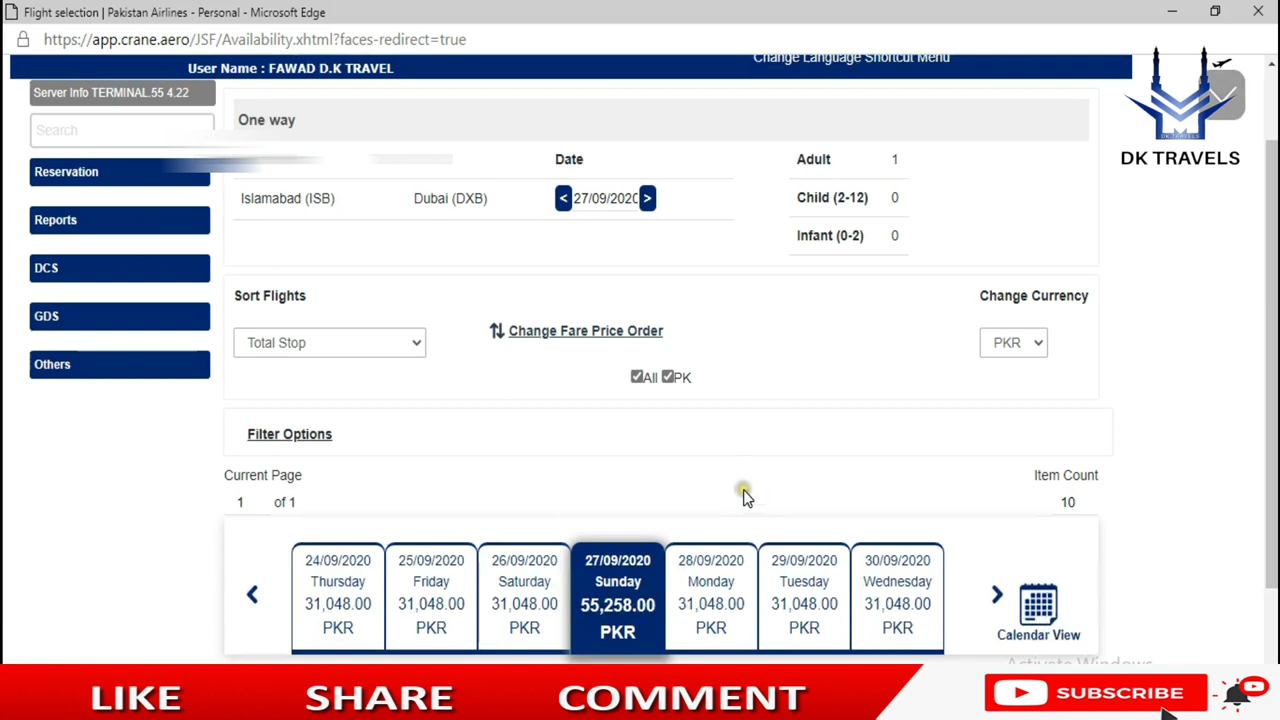 Flight selection | Pakistan Airlines - Personal - Microsoft Edge
https://app.crane.aero/JSF/Availability.xhtml?faces-redirect=true
Change Language Shortcut Menu
User Name : FAWAD D.K TRAVEL
Server Info TERMINAL.55 4.22
Search
Reservation
Reports
DCS
GDS
Others
DK TRAVELS
One way
Date
Adult 1
Islamabad (ISB) Dubai (DXB) < 27/09/2020 > Child (2-12) 0
Infant (0-2) 0
Sort Flights
Change Currency
Total Stop
Change Fare Price Order
PKR
All PK
Filter Options
Current Page Item Count
1 of 1 10
24/09/2020 25/09/2020 26/09/2020 27/09/2020 28/09/2020 29/09/2020 30/09/2020
Thursday Friday Saturday Sunday Monday Tuesday Wednesday
31,048.00 31,048.00 31,048.00 55,258.00 31,048.00 31,048.00 31,048.00
PKR PKR PKR PKR PKR PKR PKR
Calendar View
Activate Windows
LIKE SHARE COMMENT SUBSCRIBE